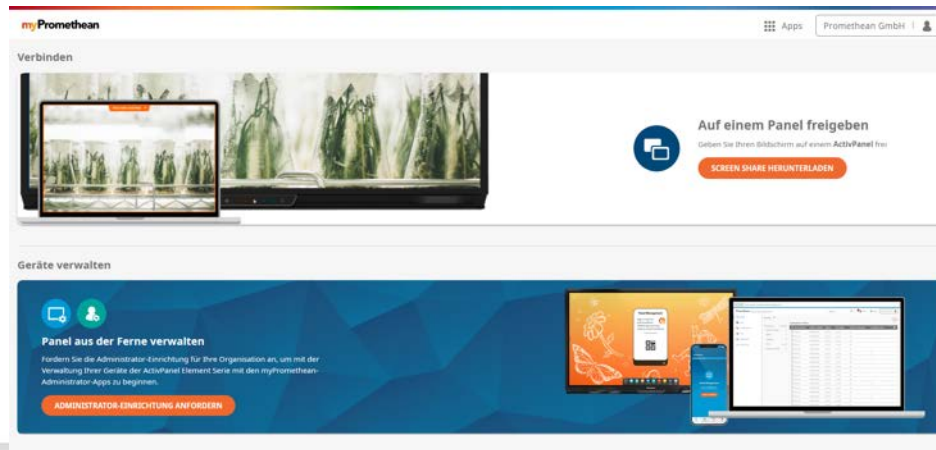 myPromethean
Apps
Promethean GmbH
Verbinden
Auf einem Panel freigeben
Geben Sie Ihren Bildschirm auf einem ActivPanel frei
SCREEN SHARE HERUNTERLADEN
Geräte verwalten
Panel aus der Ferne verwalten
Fordern Sie die Administrator-Einrichtung für Ihre Organisation an, um mit der
Verwaltung Ihrer Geräte der ActivPanel Element Serie mit den myPromethean-
Administrator-Apps zu beginnen.
ADMINISTRATOR-EINRICHTUNG ANFORDERN
Panel Management